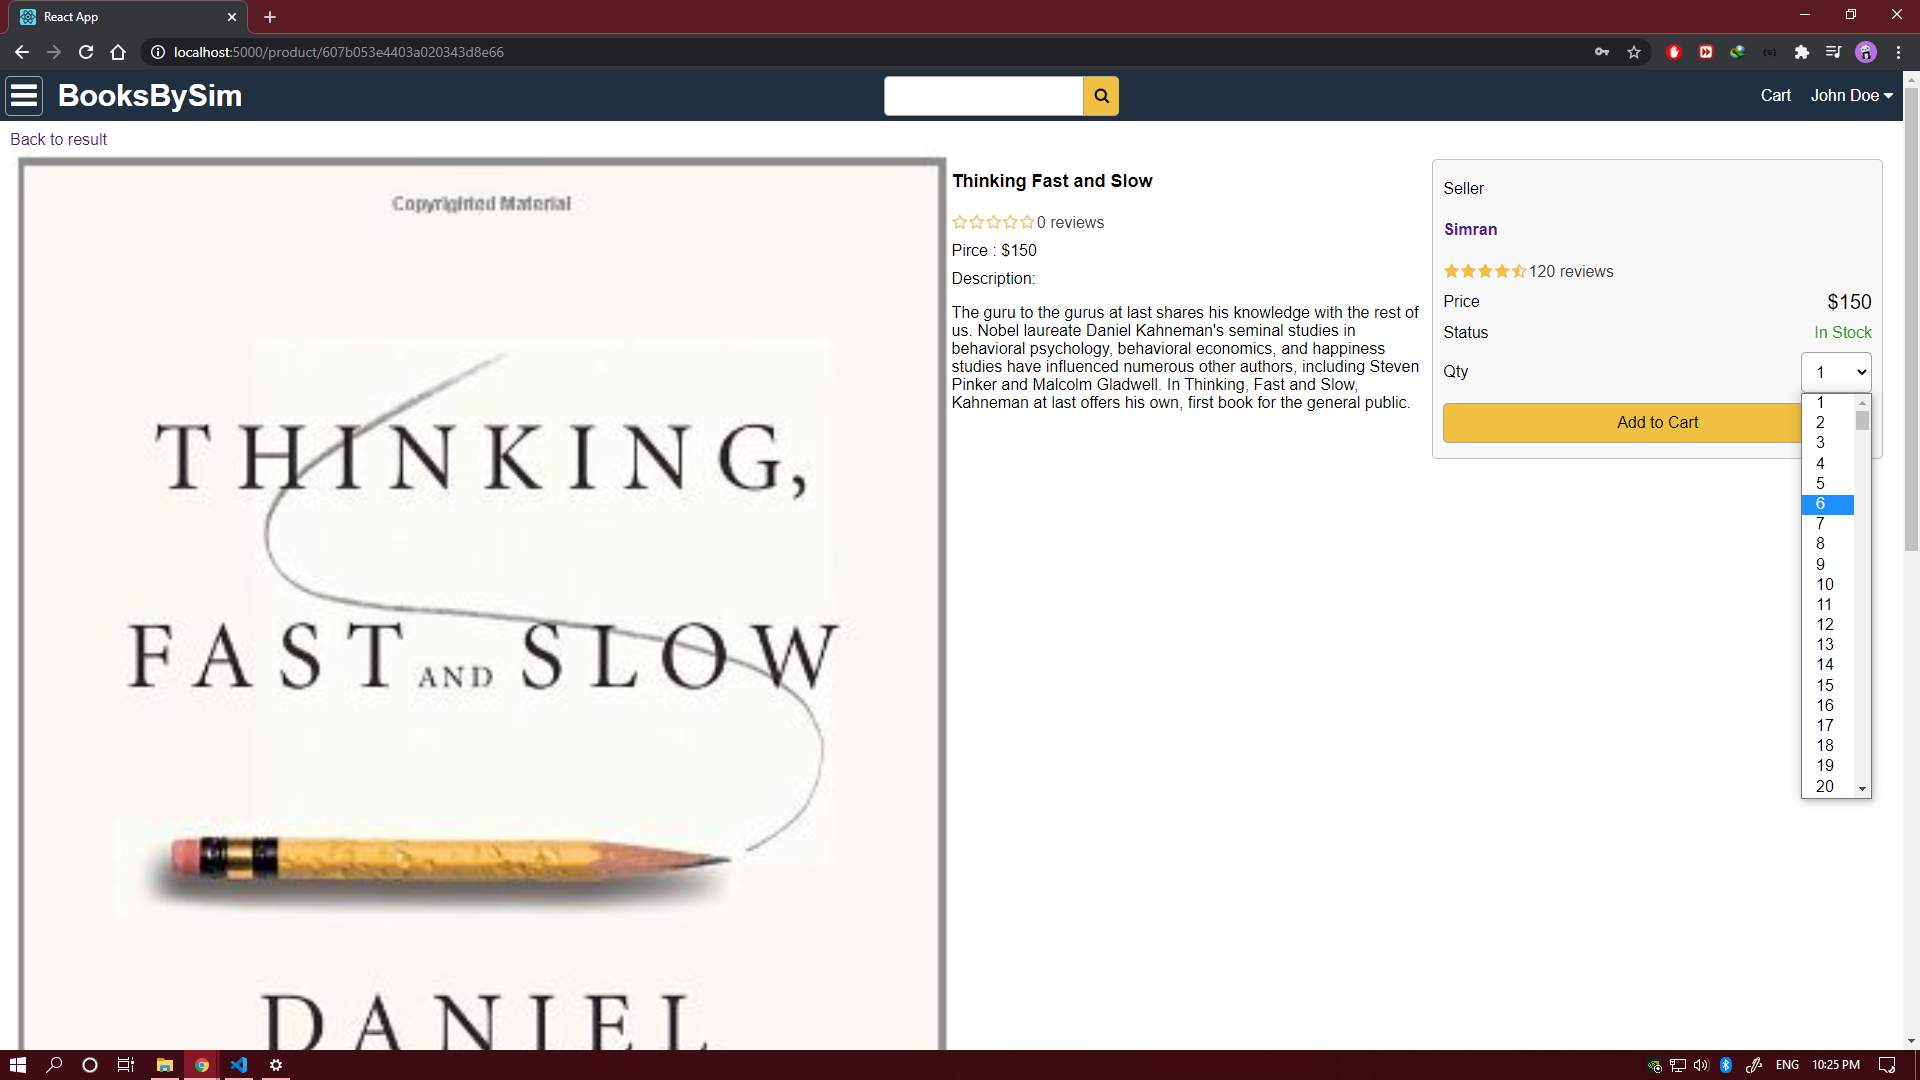 React App
localhost:5000/product/607b053e4403a020343d8e66
BooksBySim
Cart
John Doe
Back to result
Copyrighted Material
THINKING,
FAST AND SLOW
DANIEL
Thinking Fast and Slow
0 reviews
Pirce : $150
Description:
The guru to the gurus at last shares his knowledge with the rest of
us. Nobel laureate Daniel Kahneman's seminal studies in
behavioral psychology, behavioral economics, and happiness
studies have influenced numerous other authors, including Steven
Pinker and Malcolm Gladwell. In Thinking, Fast and Slow,
Kahneman at last offers his own, first book for the general public.
Seller
Simran
120 reviews
Price $150
Status In Stock
Qty 1
Add to Cart
1
2
3
4
5
6
7
8
9
10
11
12
13
14
15
16
17
18
19
20
ENG
10:25 PM